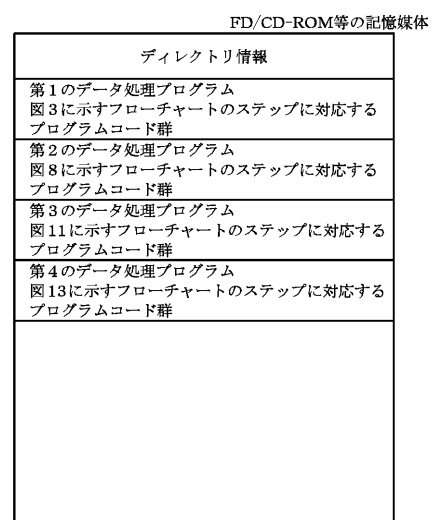 FD/CD-ROM等の記憶媒体
ディレクトリ情報
第1のデータ処理プログラム
図3に示すフローチャートのステップに対応する
プログラムコード群
第2のデータ処理プログラム
図8に示すフローチャートのステップに対応する
プログラムコード群
第3のデータ処理プログラム
図11に示すフローチャートのステップに対応する
プログラムコード群
第4のデータ処理プログラム
図13に示すフローチャートのステップに対応する
プログラムコード群